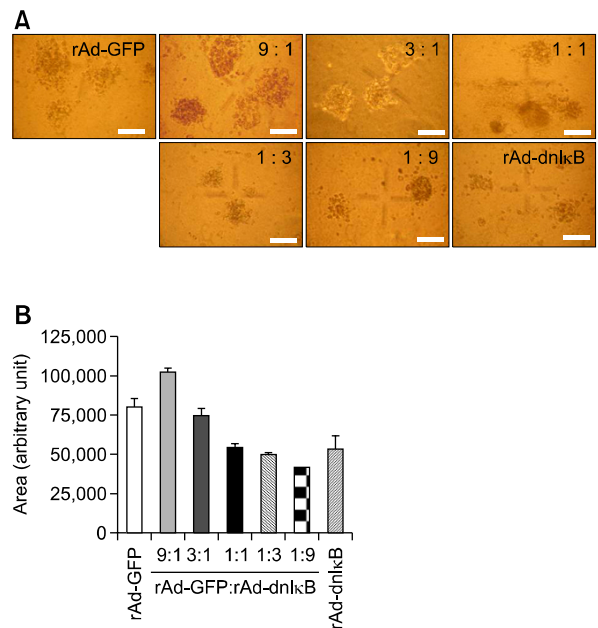 A
rAd-GFP
9 : 1
3 : 1
1 : 1
1 : 3
1 : 9
rAd-dnIκB
B
125,000
100,000
75,000
50,000
25,000
0
Area (arbitrary unit)
rAd-GFP
9:1 3:1 1:1 1:3 1:9
rAd-GFP:rAd-dnIκB
rAd-dnIκB